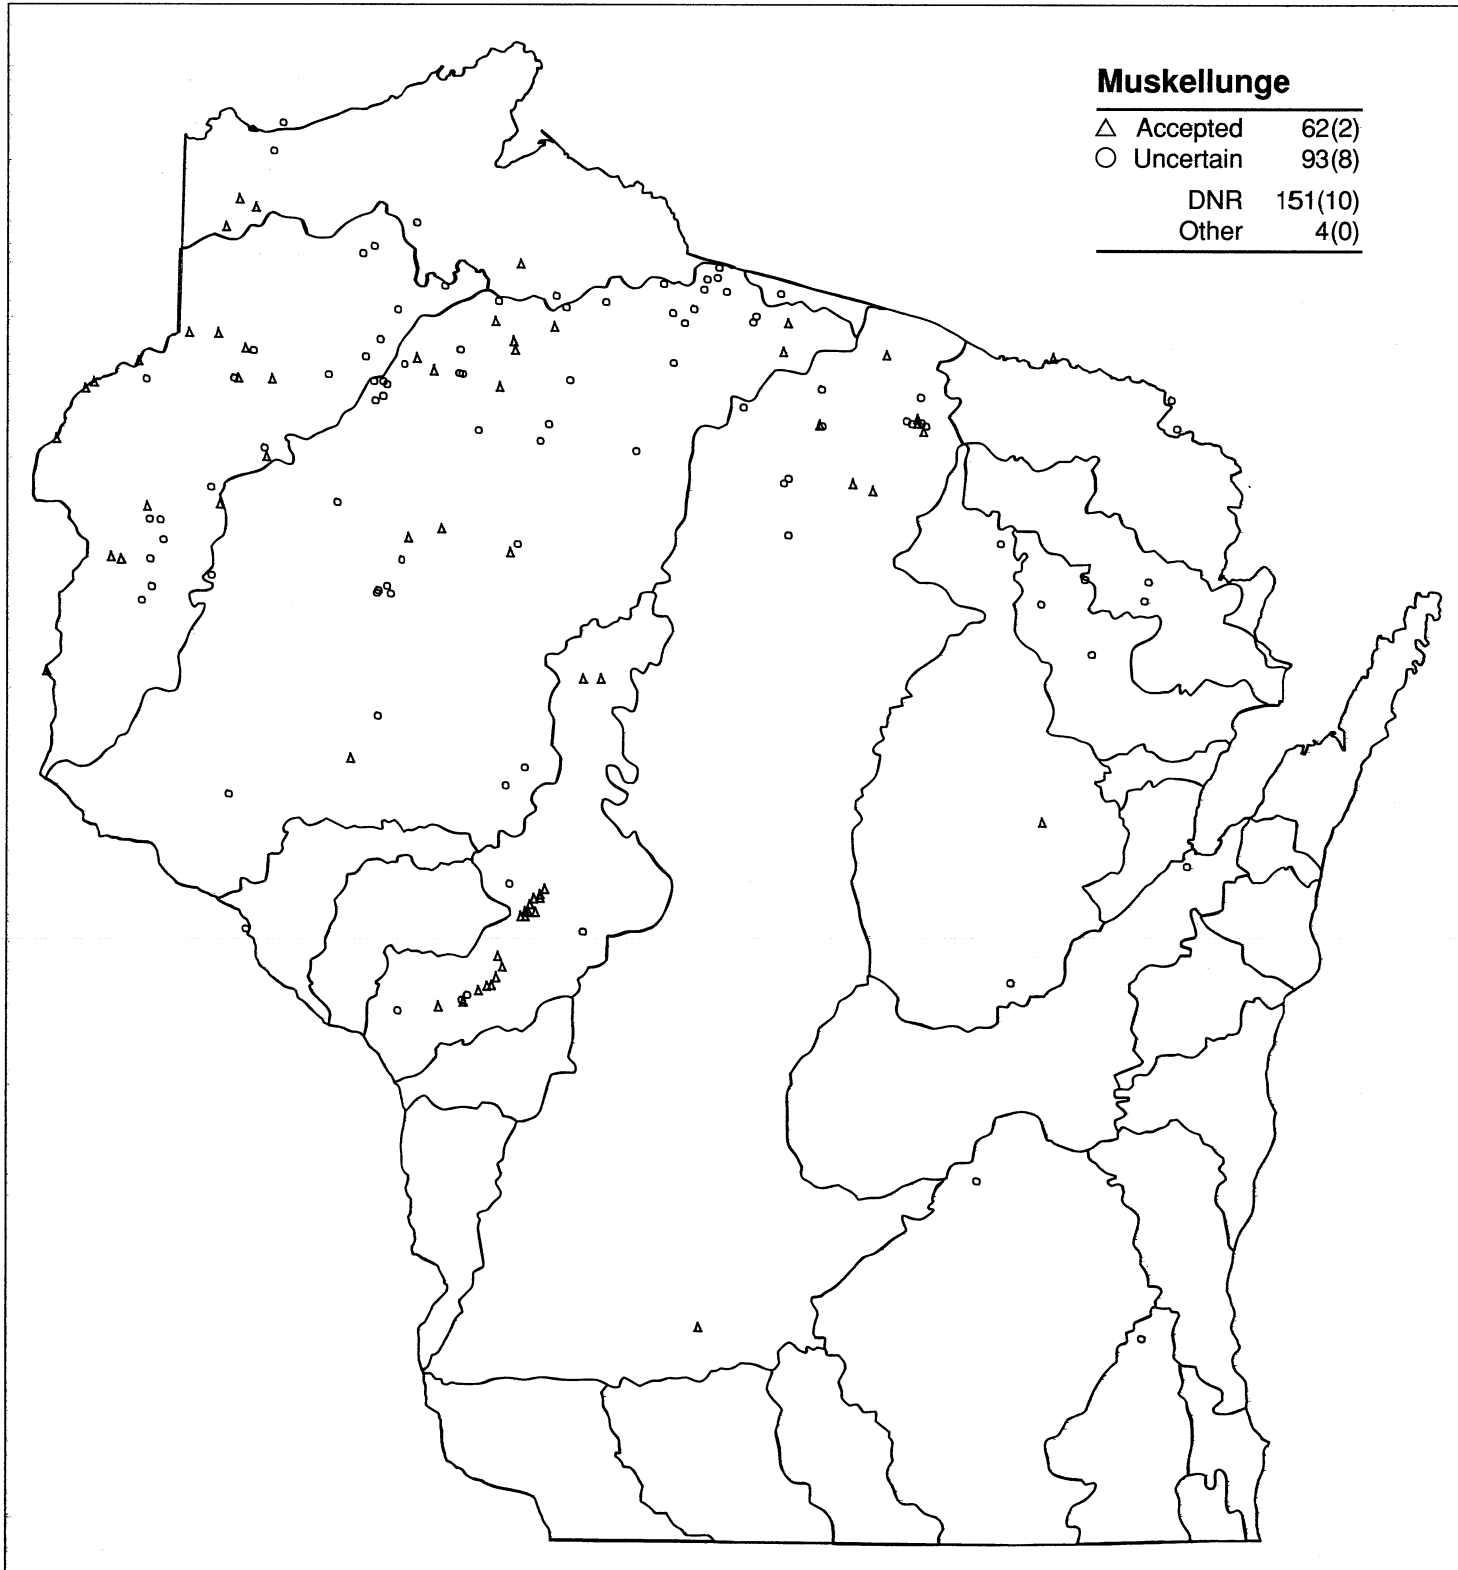 Muskellunge
△ Accepted 62(2)
○ Uncertain 93(8)
DNR 151(10)
Other 4(0)